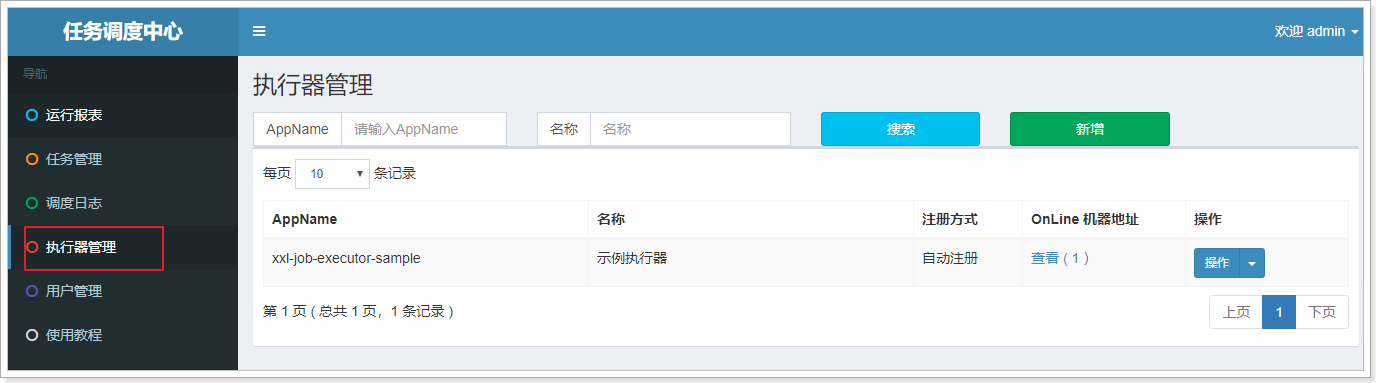 任务调度中心
欢迎 admin
导航
运行报表
任务管理
调度日志
执行器管理
用户管理
使用教程
执行器管理
AppName 请输入AppName 名称 名称 搜索 新增
每页 10 条记录
AppName 名称 注册方式 OnLine 机器地址 操作
xxl-job-executor-sample 示例执行器 自动注册 查看 ( 1 ) 操作
第 1 页 ( 总共 1 页，1 条记录 ) 上页 1 下页